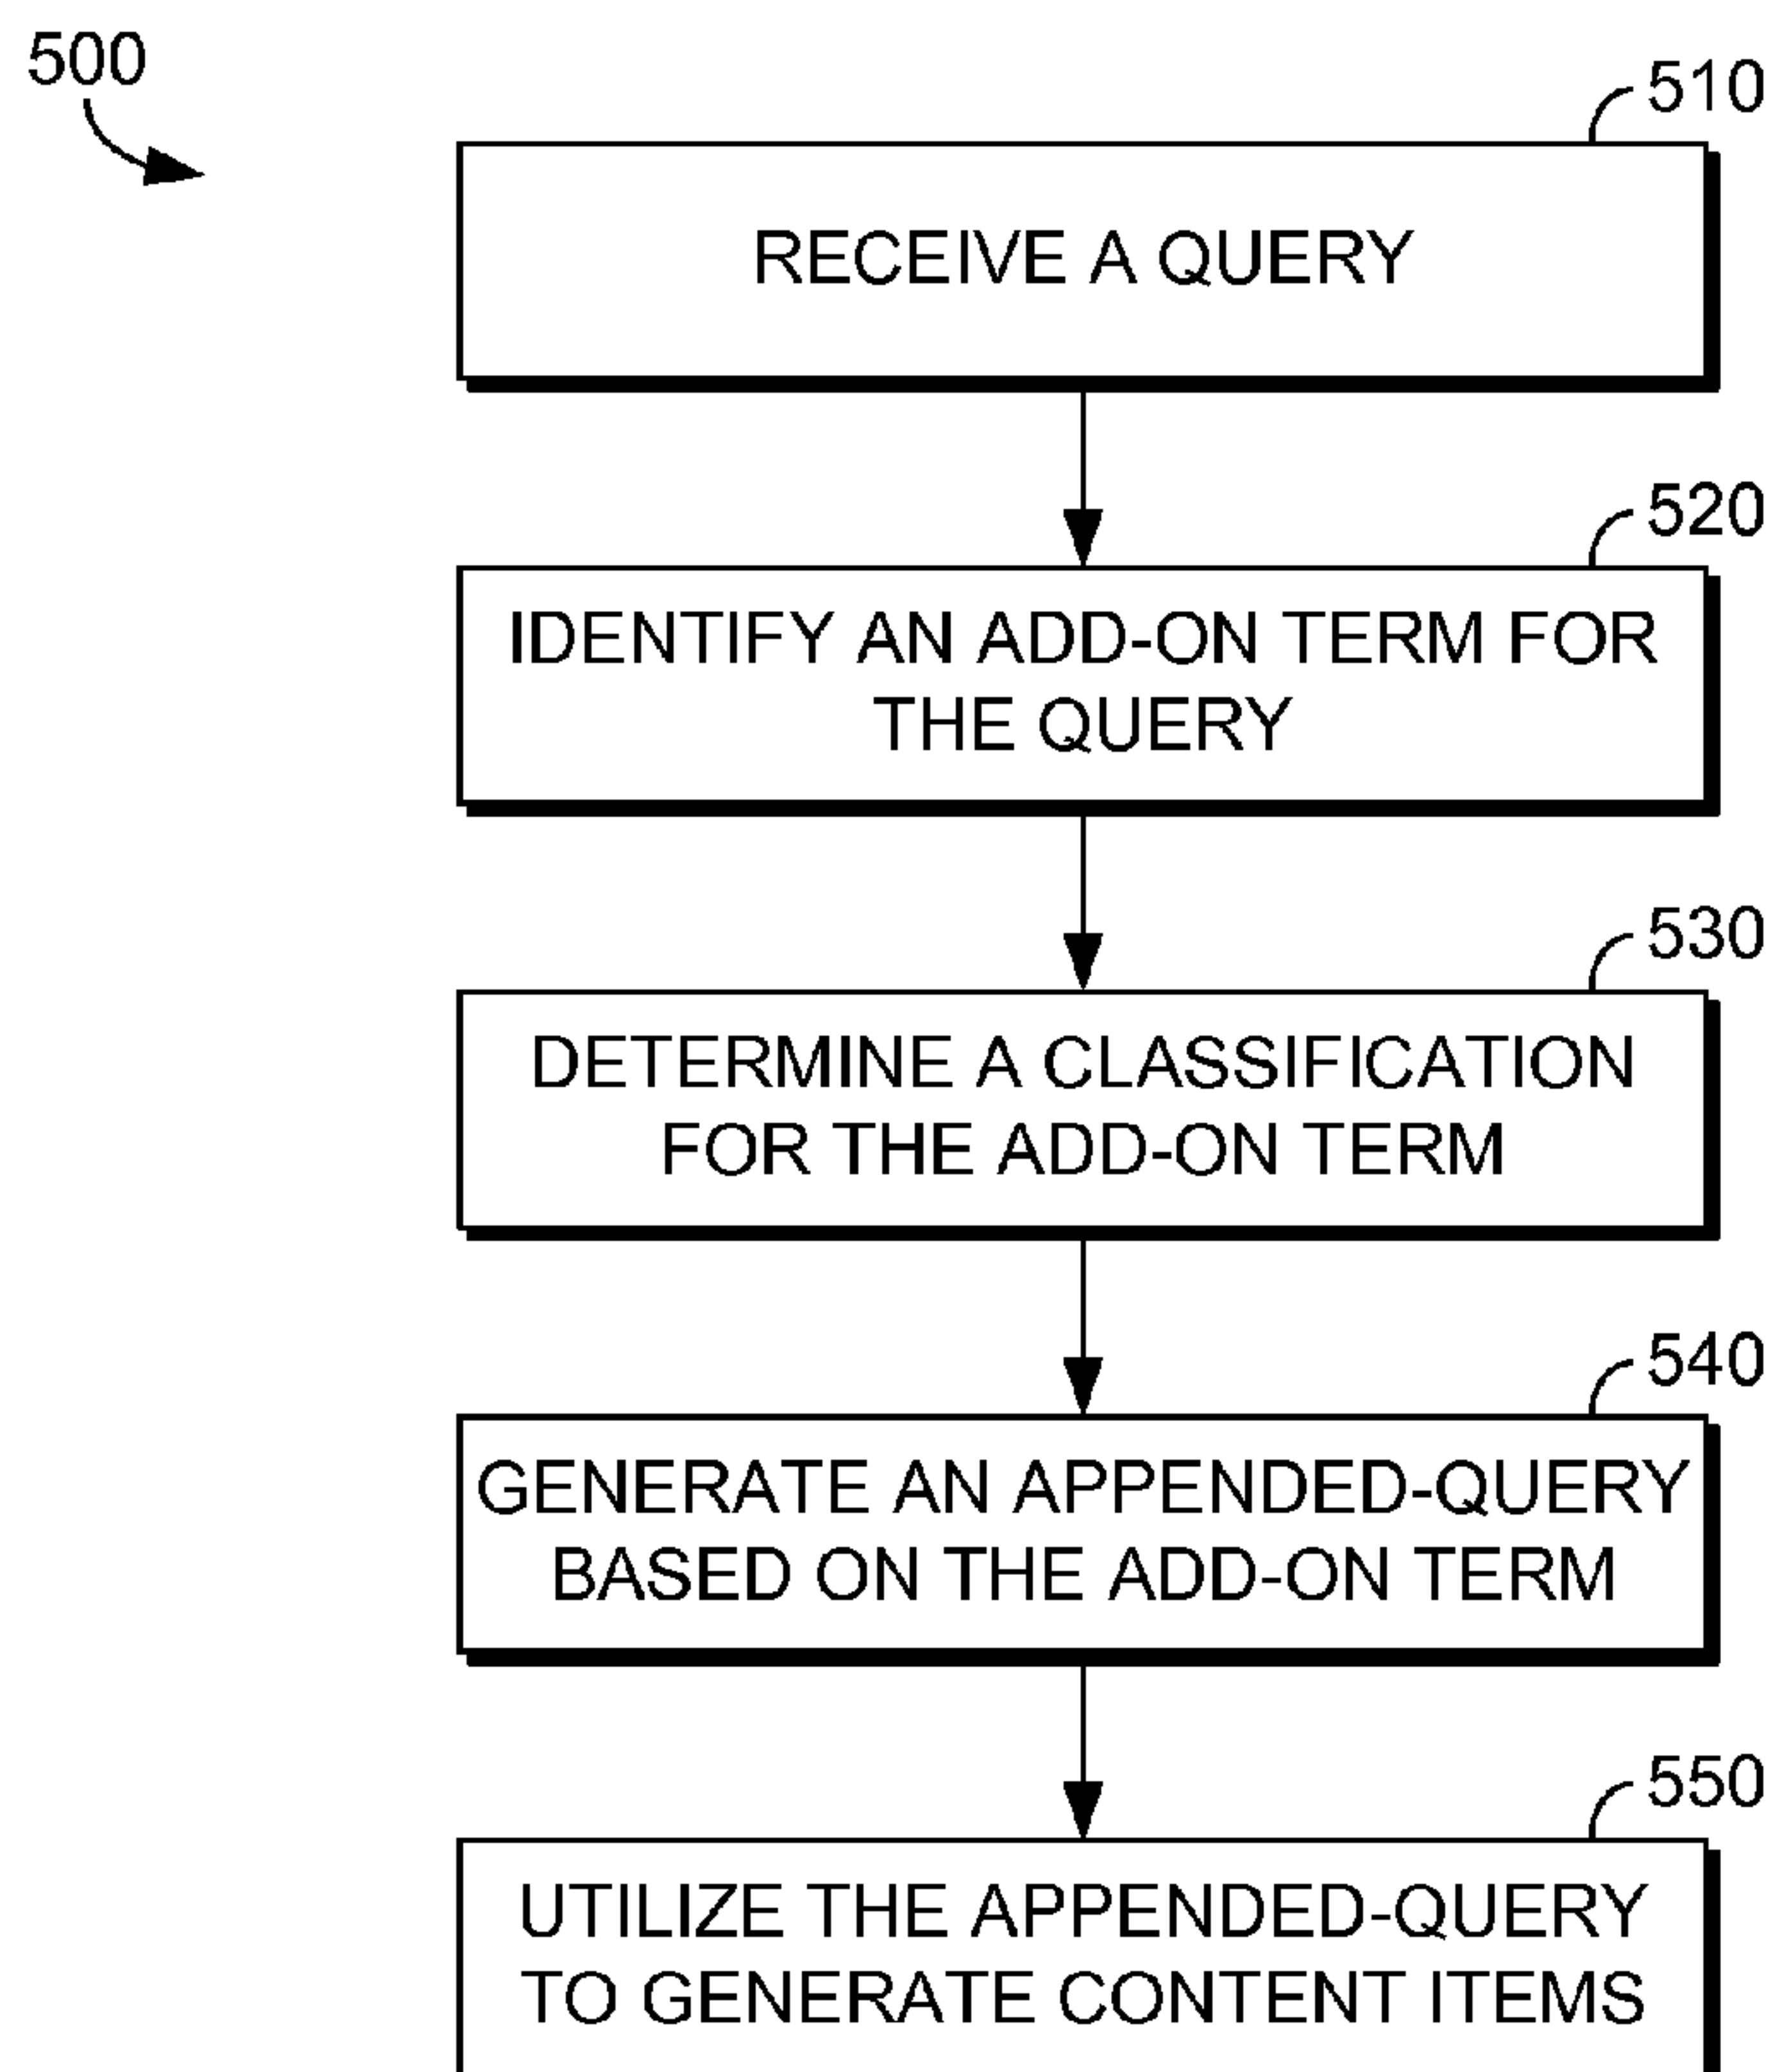 500
510
RECEIVE A QUERY
520
IDENTIFY AN ADD-ON TERM FOR
THE QUERY
530
DETERMINE A CLASSIFICATION
FOR THE ADD-ON TERM
540
GENERATE AN APPENDED-QUERY
BASED ON THE ADD-ON TERM
550
UTILIZE THE APPENDED-QUERY
TO GENERATE CONTENT ITEMS